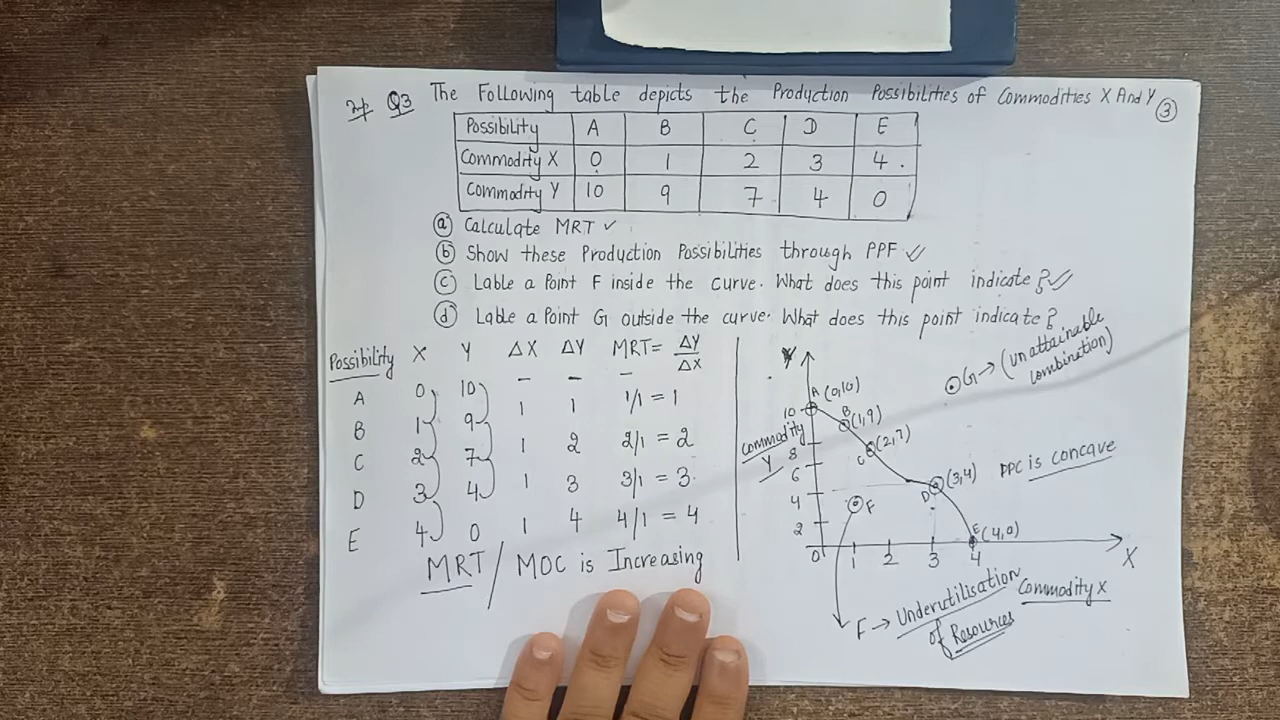 Imp Q3 The Following table depicts the Production Possibilities of Commodities X And Y ③
Possibility A B C D E
Commodity X 0 1 2 3 4
Commodity Y 10 9 7 4 0
ⓐ Calculate MRT ✓
ⓑ Show these Production Possibilities through PPF ✓
ⓒ Lable a Point F inside the curve. What does this point indicate? ✓
ⓓ Lable a Point G outside the curve. What does this point indicate?
Possibility X Y ΔX ΔY MRT = ΔY/ΔX
A 0 10 – – –
B 1 9 1 1 1/1 = 1
C 2 7 1 2 2/1 = 2
D 3 4 1 3 3/1 = 3
E 4 0 1 4 4/1 = 4
MRT / MOC is Increasing
Y
G → (unattainable
combination)
A (0,10)
10
B (1,9)
Commodity
Y
8
C (2,7)
6
D (3,4)
PPC is concave
4
F
2
E (4,0)
0 1 2 3 4
X
Commodity X
F → Underutilisation
of Resources